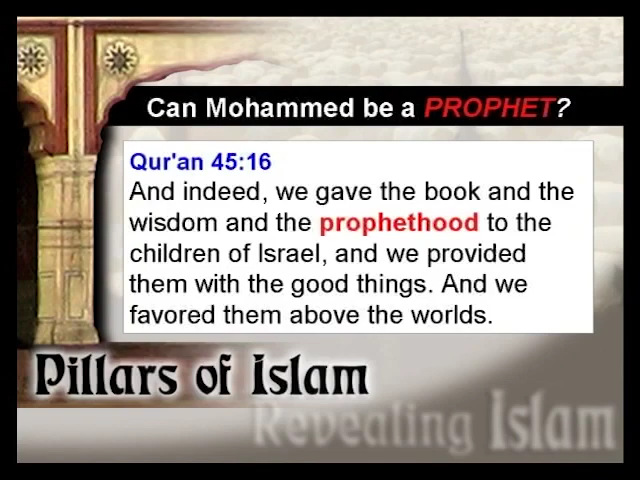 Can Mohammed be a PROPHET?
Qur'an 45:16
And indeed, we gave the book and the
wisdom and the prophethood to the
children of Israel, and we provided
them with the good things. And we
favored them above the worlds.
Pillars of Islam
Revealing Islam